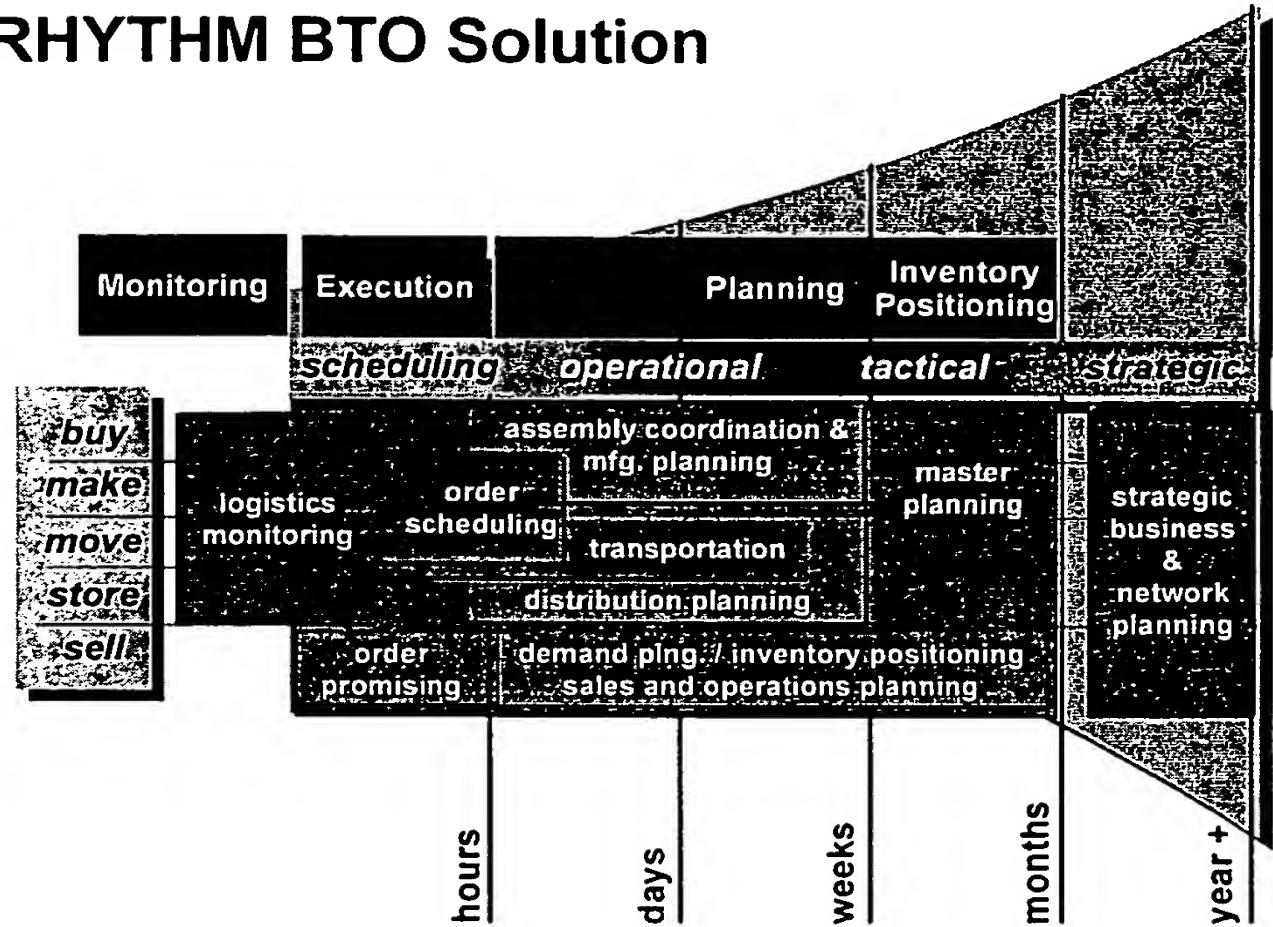 RHYTHM BTO Solution
Monitoring
Execution
Planning
Inventory
Positioning
scheduling
operational
tactical
strategic
buy
make
move
store
sell
logistics
monitoring
order
scheduling
assembly coordination &
mfg. planning
transportation
distribution planning
master
planning
strategic
business
&
network
planning
order
promising
demand plng. / inventory positioning
sales and operations planning
hours
days
weeks
months
year +